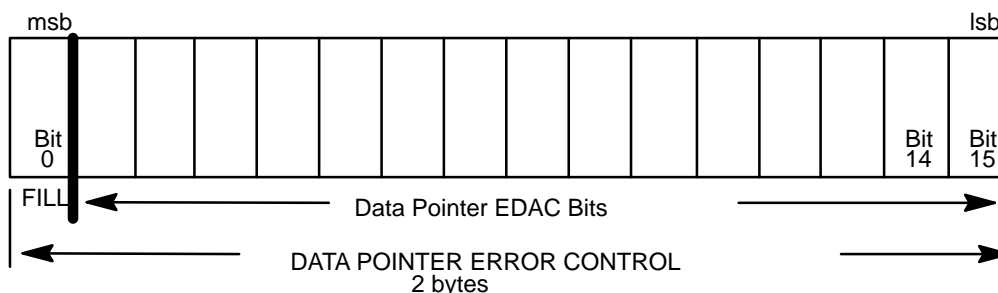 msb lsb
Bit Bit Bit
0 14 15
FILL Data Pointer EDAC Bits
DATA POINTER ERROR CONTROL
2 bytes